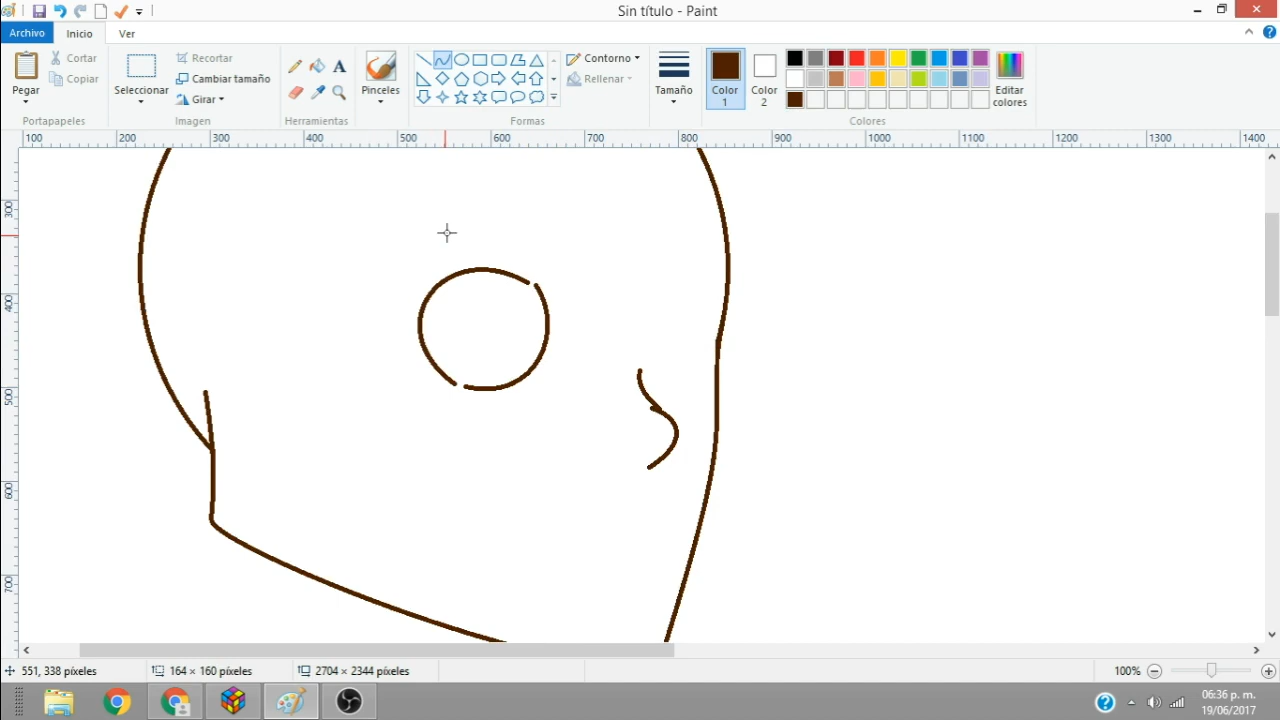 Sin título - Paint
Archivo Inicio Ver
Pegar
Cortar
Copiar
Portapapeles
Seleccionar
Recortar
Cambiar tamaño
Girar
Imagen
A
Herramientas
Pinceles
Contorno
Rellenar
Formas
Tamaño
Color 1
Color 2
Editar colores
Colores
100 200 300 400 500 600 700 800 900 1000 1100 1200 1300 1400
300
400
500
600
700
551, 338 píxeles 164 × 160 píxeles 2704 × 2344 píxeles 100%
06:36 p. m.
19/06/2017